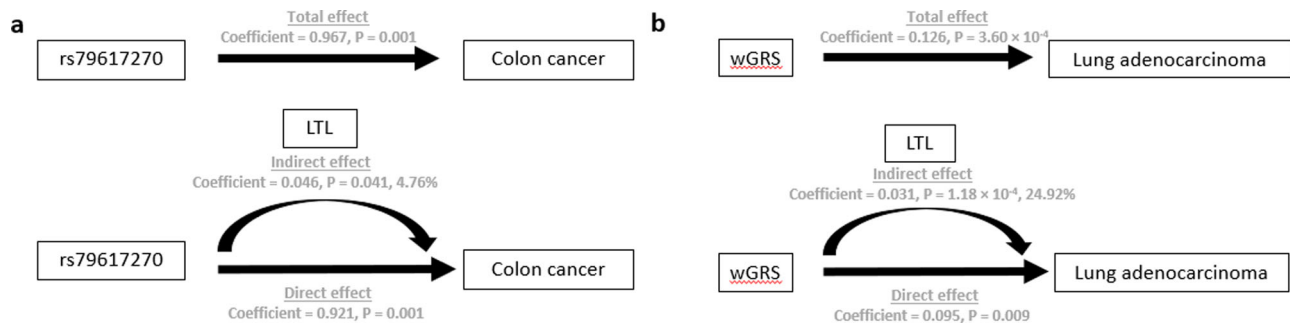 a
Total effect
Coefficient = 0.967, P = 0.001
rs79617270
Colon cancer
LTL
Indirect effect
Coefficient = 0.046, P = 0.041, 4.76%
rs79617270
Colon cancer
Direct effect
Coefficient = 0.921, P = 0.001
b
Total effect
Coefficient = 0.126, P = 3.60 × 10⁻⁴
wGRS
Lung adenocarcinoma
LTL
Indirect effect
Coefficient = 0.031, P = 1.18 × 10⁻⁴, 24.92%
wGRS
Lung adenocarcinoma
Direct effect
Coefficient = 0.095, P = 0.009